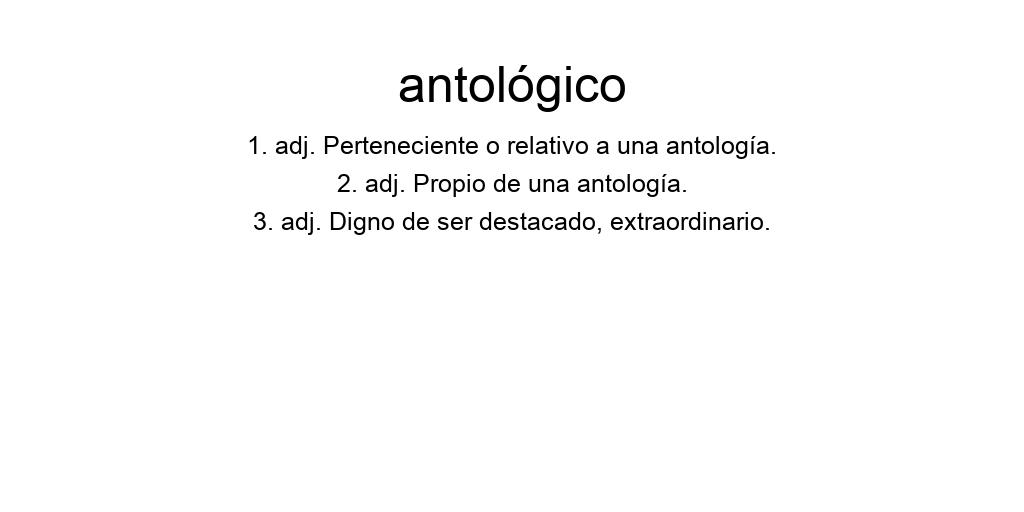 antológico
1. adj. Perteneciente o relativo a una antología.
2. adj. Propio de una antología.
3. adj. Digno de ser destacado, extraordinario.